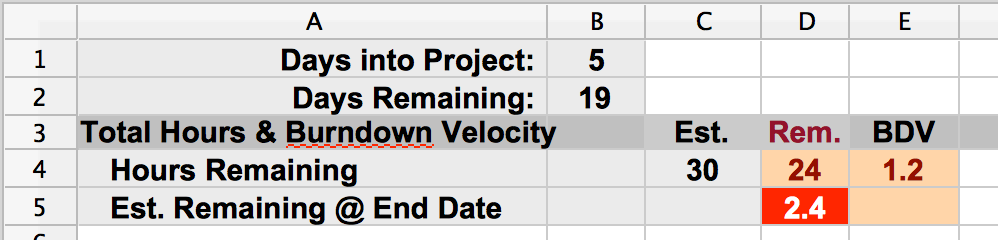 A B C D E
1 Days into Project: 5
2 Days Remaining: 19
3 Total Hours & Burndown Velocity Est. Rem. BDV
4 Hours Remaining 30 24 1.2
5 Est. Remaining @ End Date 2.4